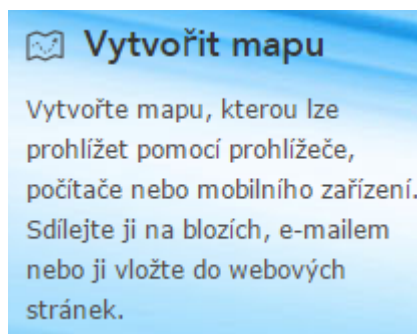 Vytvořit mapu
Vytvořte mapu, kterou lze
prohlížet pomocí prohlížeče,
počítače nebo mobilního zařízení.
Sdílejte ji na blozích, e-mailem
nebo ji vložte do webových
stránek.